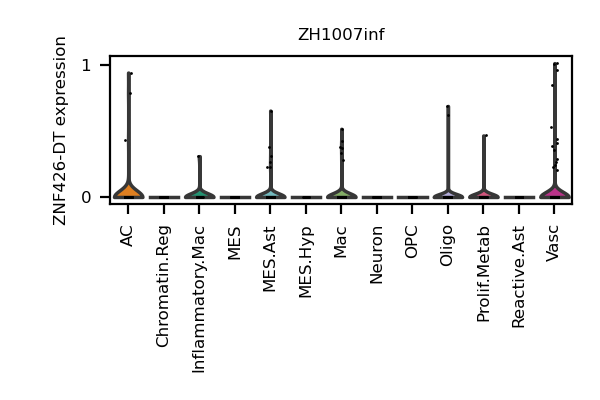 ZH1007inf
ZNF426-DT expression
1
0
AC
Chromatin.Reg
Inflammatory.Mac
MES
MES.Ast
MES.Hyp
Mac
Neuron
OPC
Oligo
Prolif.Metab
Reactive.Ast
Vasc